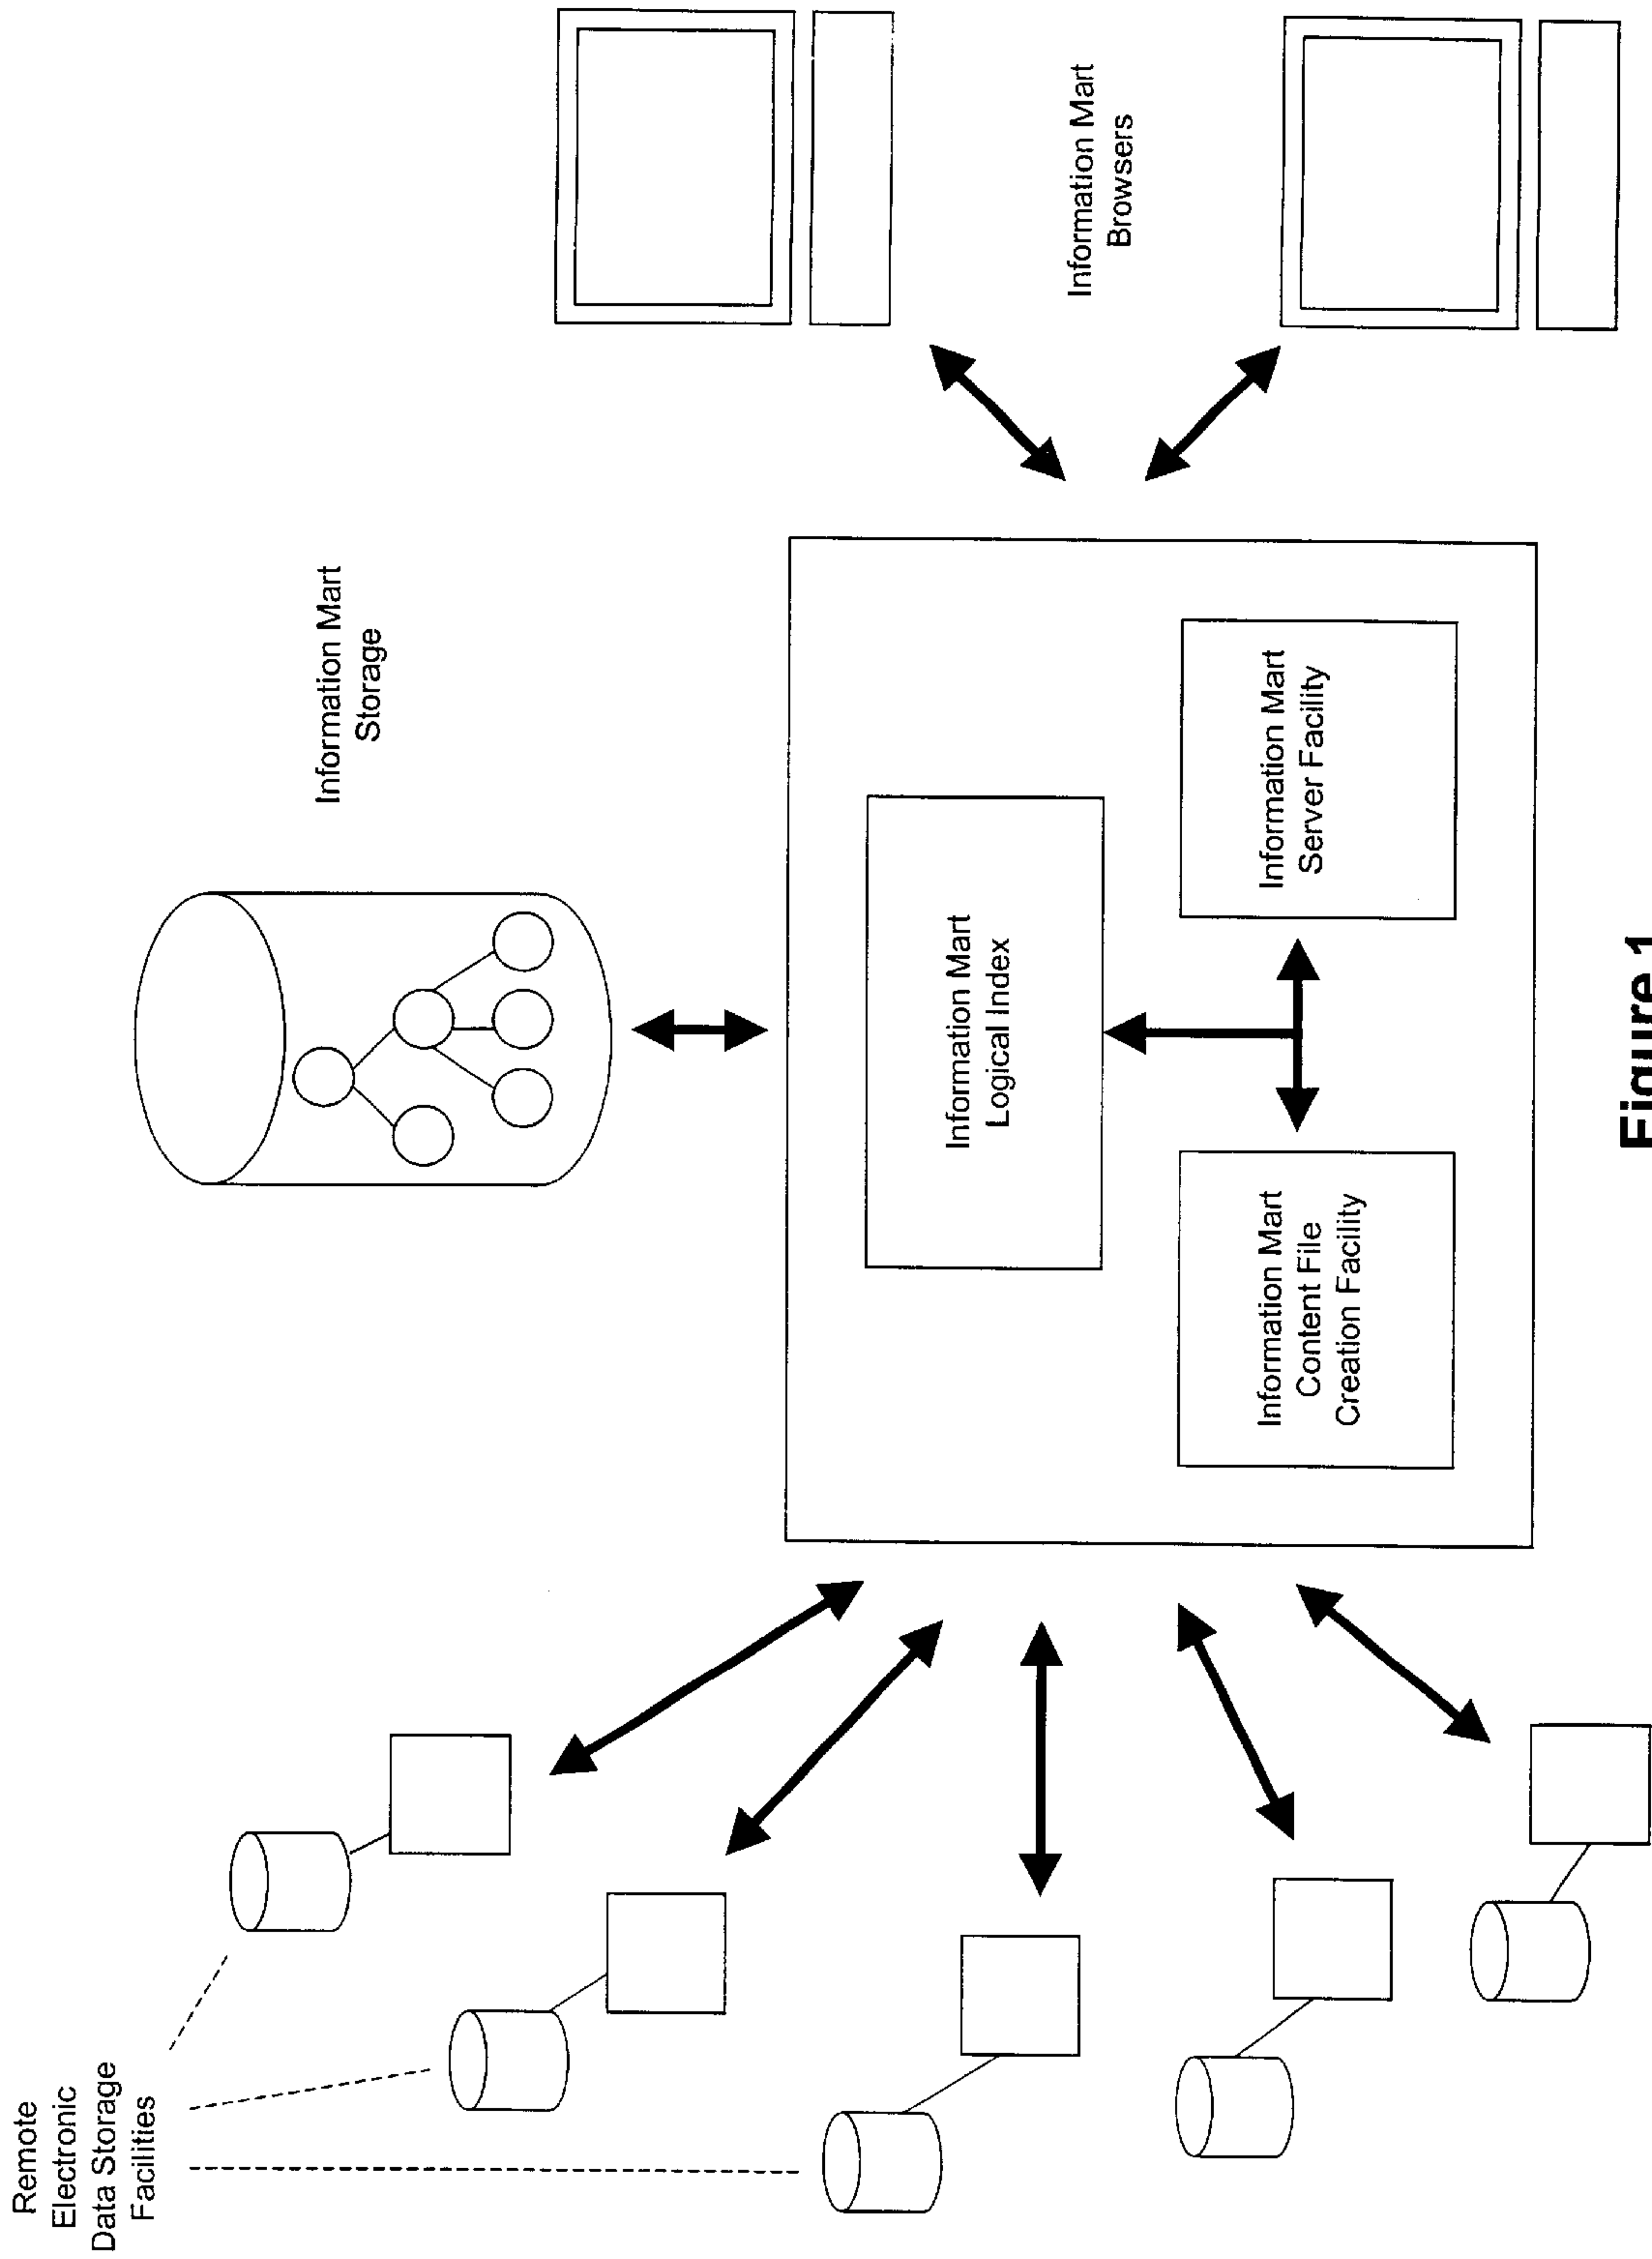 Remote
Electronic
Data Storage
Facilities
Information Mart
Storage
Information Mart
Logical Index
Information Mart
Content File
Creation Facility
Information Mart
Server Facility
Information Mart
Browsers
Figure 1